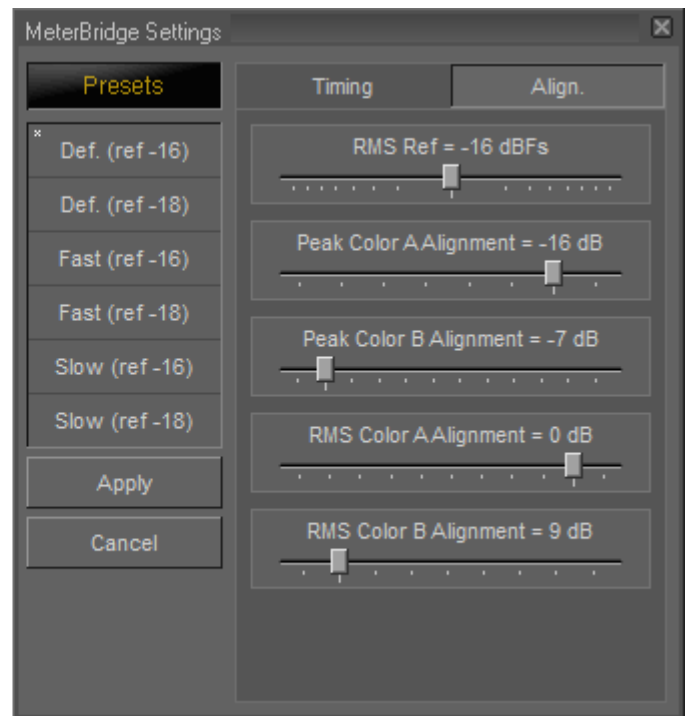 MeterBridge Settings
Presets
Def. (ref -16)
Def. (ref -18)
Fast (ref -16)
Fast (ref -18)
Slow (ref -16)
Slow (ref -18)
Apply
Cancel
Timing
Align.
RMS Ref = -16 dBFs
Peak Color A Alignment = -16 dB
Peak Color B Alignment = -7 dB
RMS Color A Alignment = 0 dB
RMS Color B Alignment = 9 dB